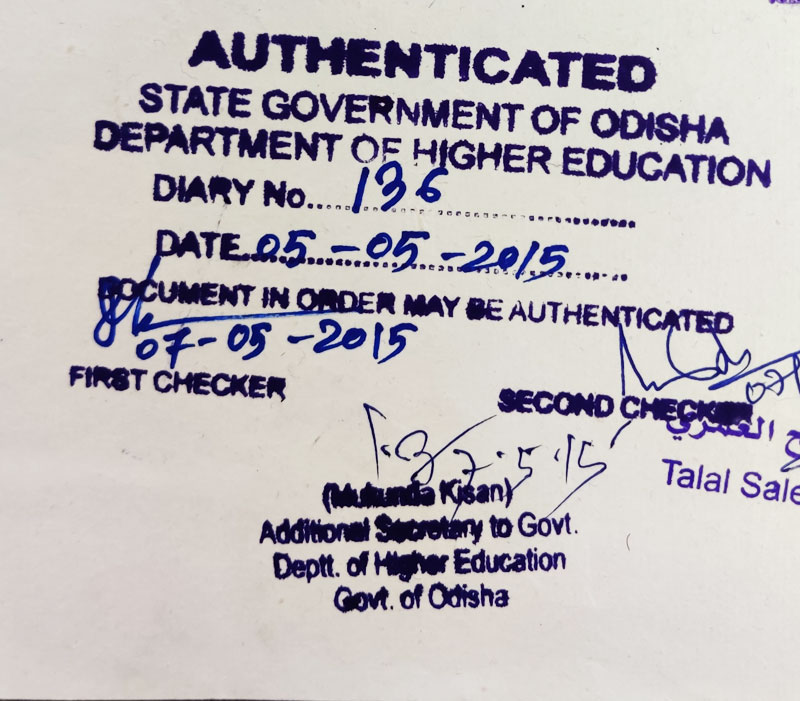 AUTHENTICATED
STATE GOVERNMENT OF ODISHA
DEPARTMENT OF HIGHER EDUCATION
DIARY No. 136
DATE 05-05-2015
DOCUMENT IN ORDER MAY BE AUTHENTICATED
07-05-2015
FIRST CHECKER
SECOND CHECKER
7.5.15
(Mukunda Kisan)
Additional Secretary to Govt.
Deptt. of Higher Education
Govt. of Odisha
Talal Sale